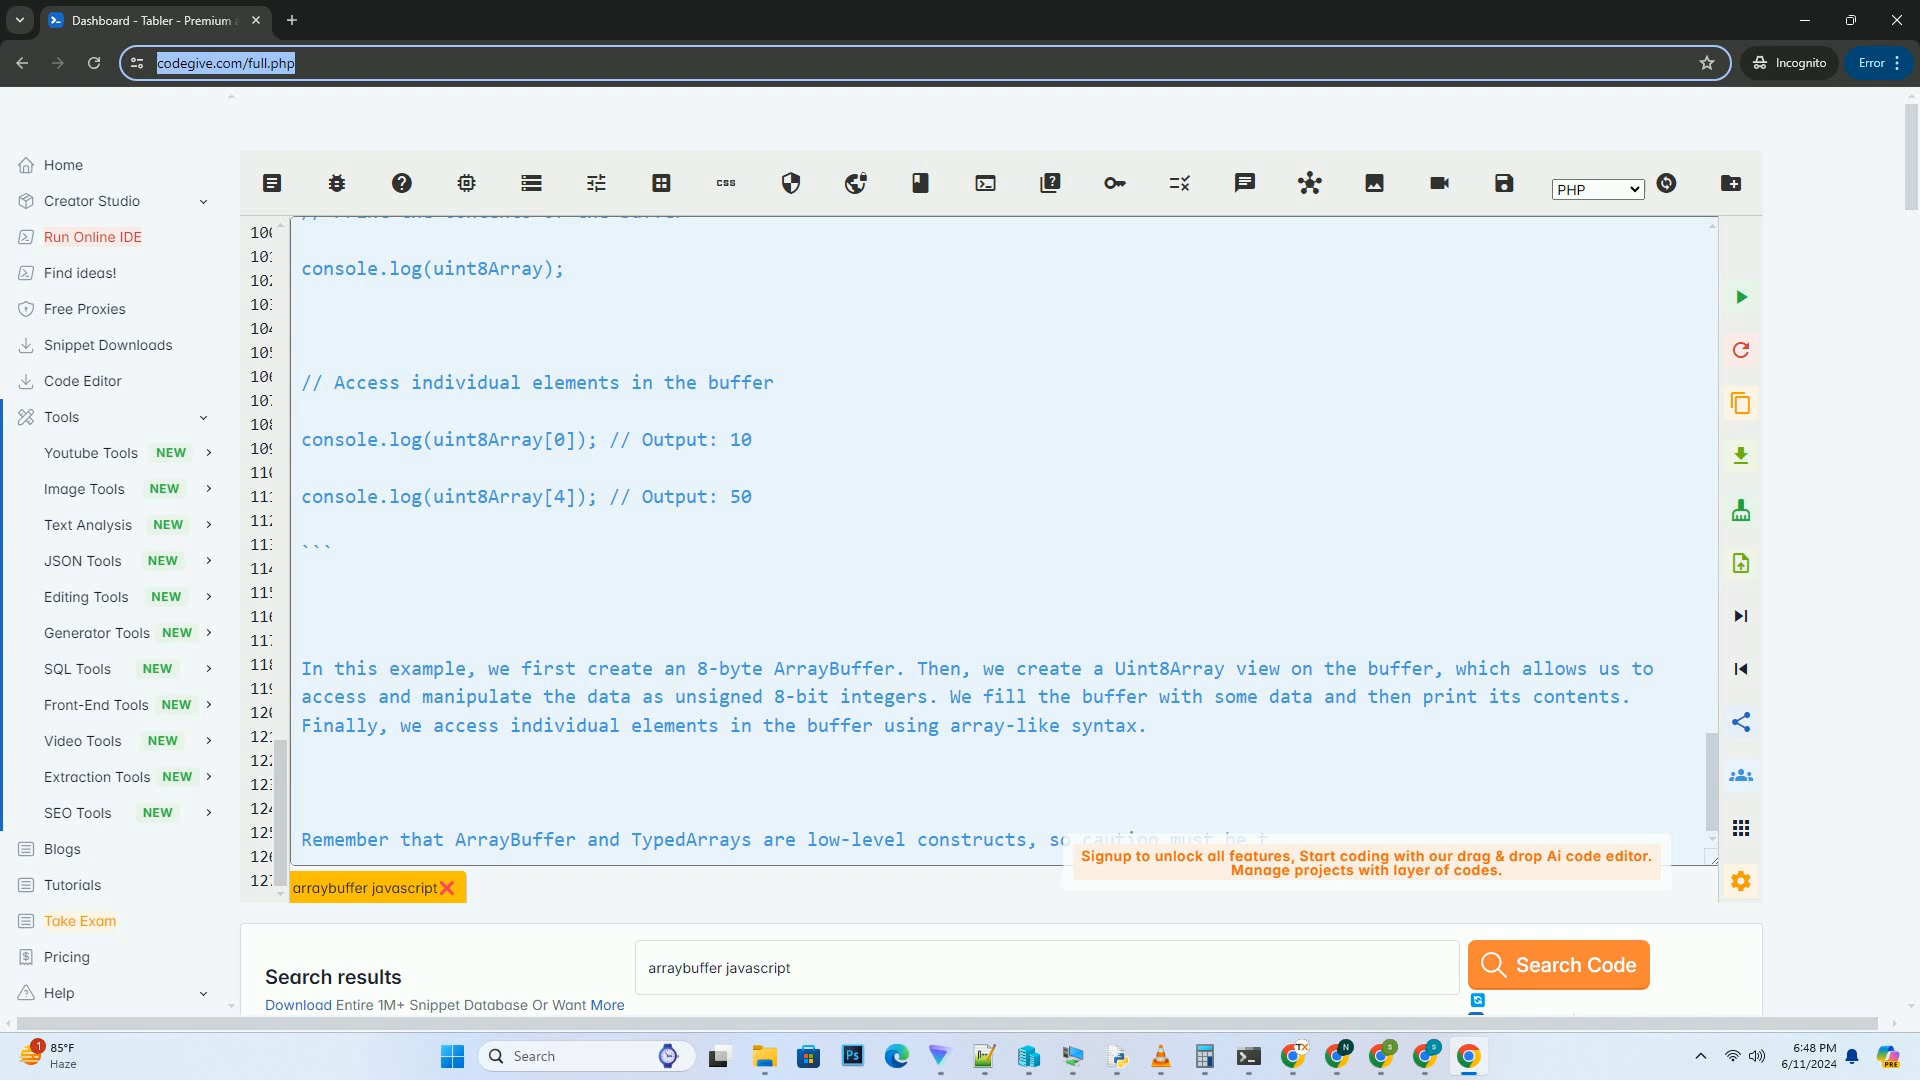 Dashboard - Tabler - Premium
codegive.com/full.php
Incognito
Error
Home
Creator Studio
Run Online IDE
Find ideas!
Free Proxies
Snippet Downloads
Code Editor
Tools
Youtube Tools NEW
Image Tools NEW
Text Analysis NEW
JSON Tools NEW
Editing Tools NEW
Generator Tools NEW
SQL Tools NEW
Front-End Tools NEW
Video Tools NEW
Extraction Tools NEW
SEO Tools NEW
Blogs
Tutorials
Take Exam
Pricing
Help
css
PHP
console.log(uint8Array);
// Access individual elements in the buffer
console.log(uint8Array[0]); // Output: 10
console.log(uint8Array[4]); // Output: 50
```
In this example, we first create an 8-byte ArrayBuffer. Then, we create a Uint8Array view on the buffer, which allows us to
access and manipulate the data as unsigned 8-bit integers. We fill the buffer with some data and then print its contents.
Finally, we access individual elements in the buffer using array-like syntax.
Remember that ArrayBuffer and TypedArrays are low-level constructs, so caution must be t
Signup to unlock all features, Start coding with our drag & drop Ai code editor.
Manage projects with layer of codes.
arraybuffer javascript
Search results
Download Entire 1M+ Snippet Database Or Want More
arraybuffer javascript
Search Code
1
85°F
Haze
Search
6:48 PM
6/11/2024